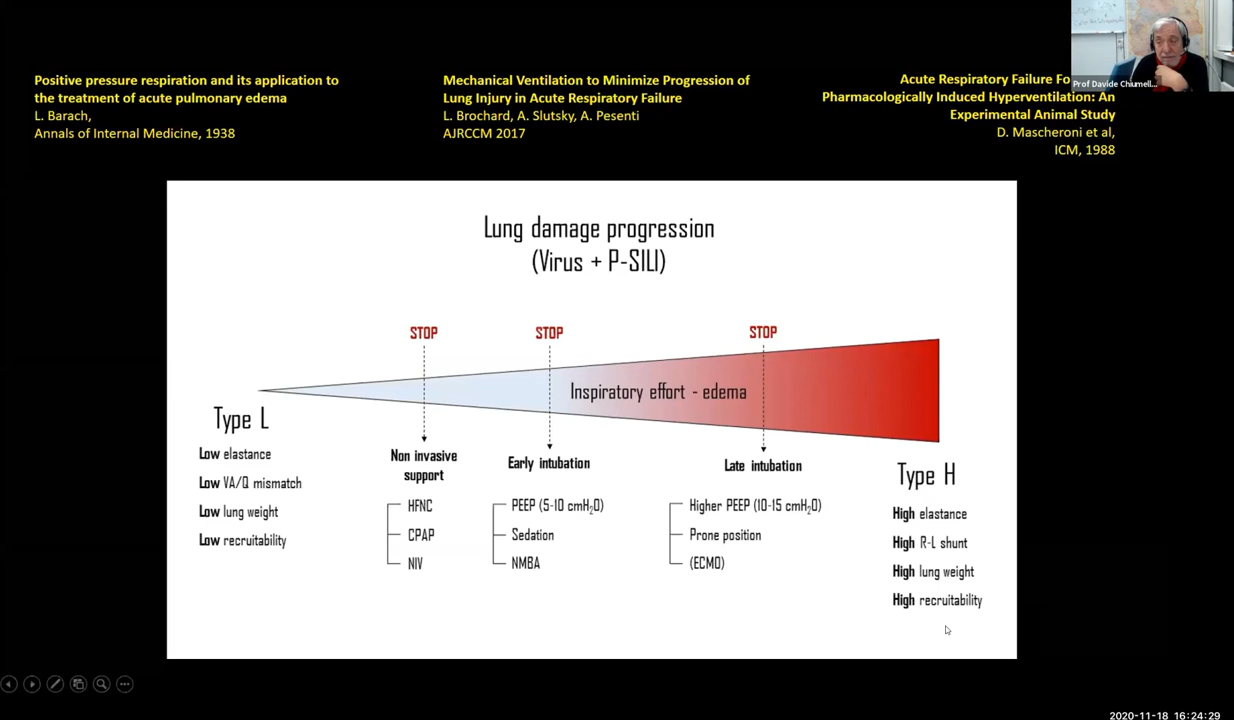 Positive pressure respiration and its application to
the treatment of acute pulmonary edema
L. Barach,
Annals of Internal Medicine, 1938
Mechanical Ventilation to Minimize Progression of
Lung Injury in Acute Respiratory Failure
L. Brochard, A. Slutsky, A. Pesenti
AJRCCM 2017
Acute Respiratory Failure Fo
Pharmacologically Induced Hyperventilation: An
Experimental Animal Study
D. Mascheroni et al,
ICM, 1988
Prof Davide Chiumell...
Lung damage progression
(Virus + P-SILI)
STOP
STOP
STOP
Inspiratory effort - edema
Type L
Low elastance
Low VA/Q mismatch
Low lung weight
Low recruitability
Non invasive
support
HFNC
CPAP
NIV
Early intubation
PEEP (5-10 cmH₂O)
Sedation
NMBA
Late intubation
Higher PEEP (10-15 cmH₂O)
Prone position
(ECMO)
Type H
High elastance
High R-L shunt
High lung weight
High recruitability
2020-11-18 16:24:29